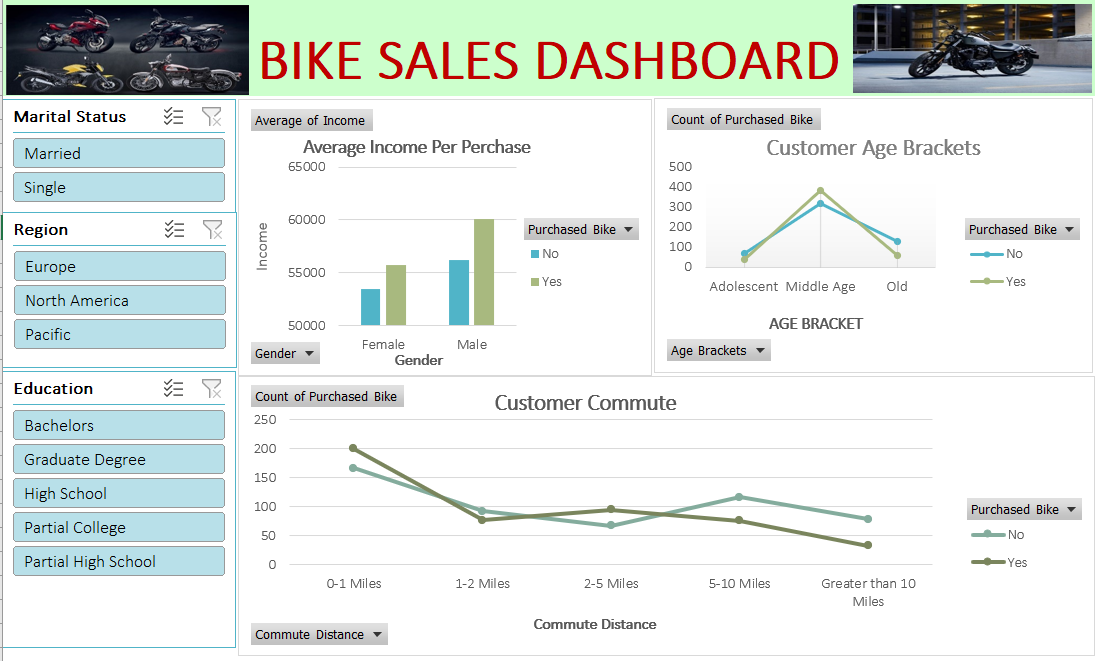 BIKE SALES DASHBOARD
Marital Status
Married
Single
Region
Europe
North America
Pacific
Education
Bachelors
Graduate Degree
High School
Partial College
Partial High School
Average of Income
Average Income Per Perchase
65000
60000
55000
50000
Income
Female
Male
Gender
Gender
Purchased Bike
No
Yes
Count of Purchased Bike
Customer Age Brackets
500
400
300
200
100
0
Adolescent
Middle Age
Old
AGE BRACKET
Age Brackets
Purchased Bike
No
Yes
Count of Purchased Bike
Customer Commute
250
200
150
100
50
0
0-1 Miles
1-2 Miles
2-5 Miles
5-10 Miles
Greater than 10
Miles
Commute Distance
Commute Distance
Purchased Bike
No
Yes